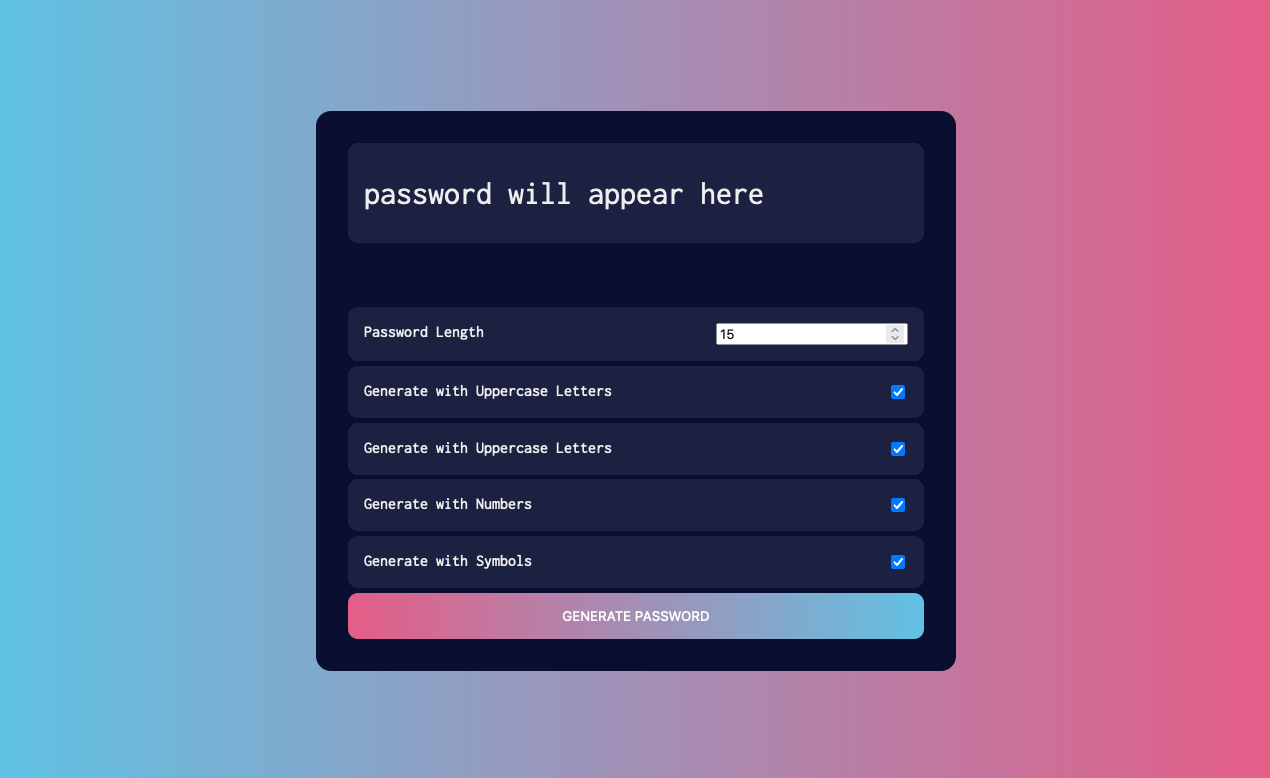 password will appear here
Password Length
15
Generate with Uppercase Letters
Generate with Uppercase Letters
Generate with Numbers
Generate with Symbols
GENERATE PASSWORD